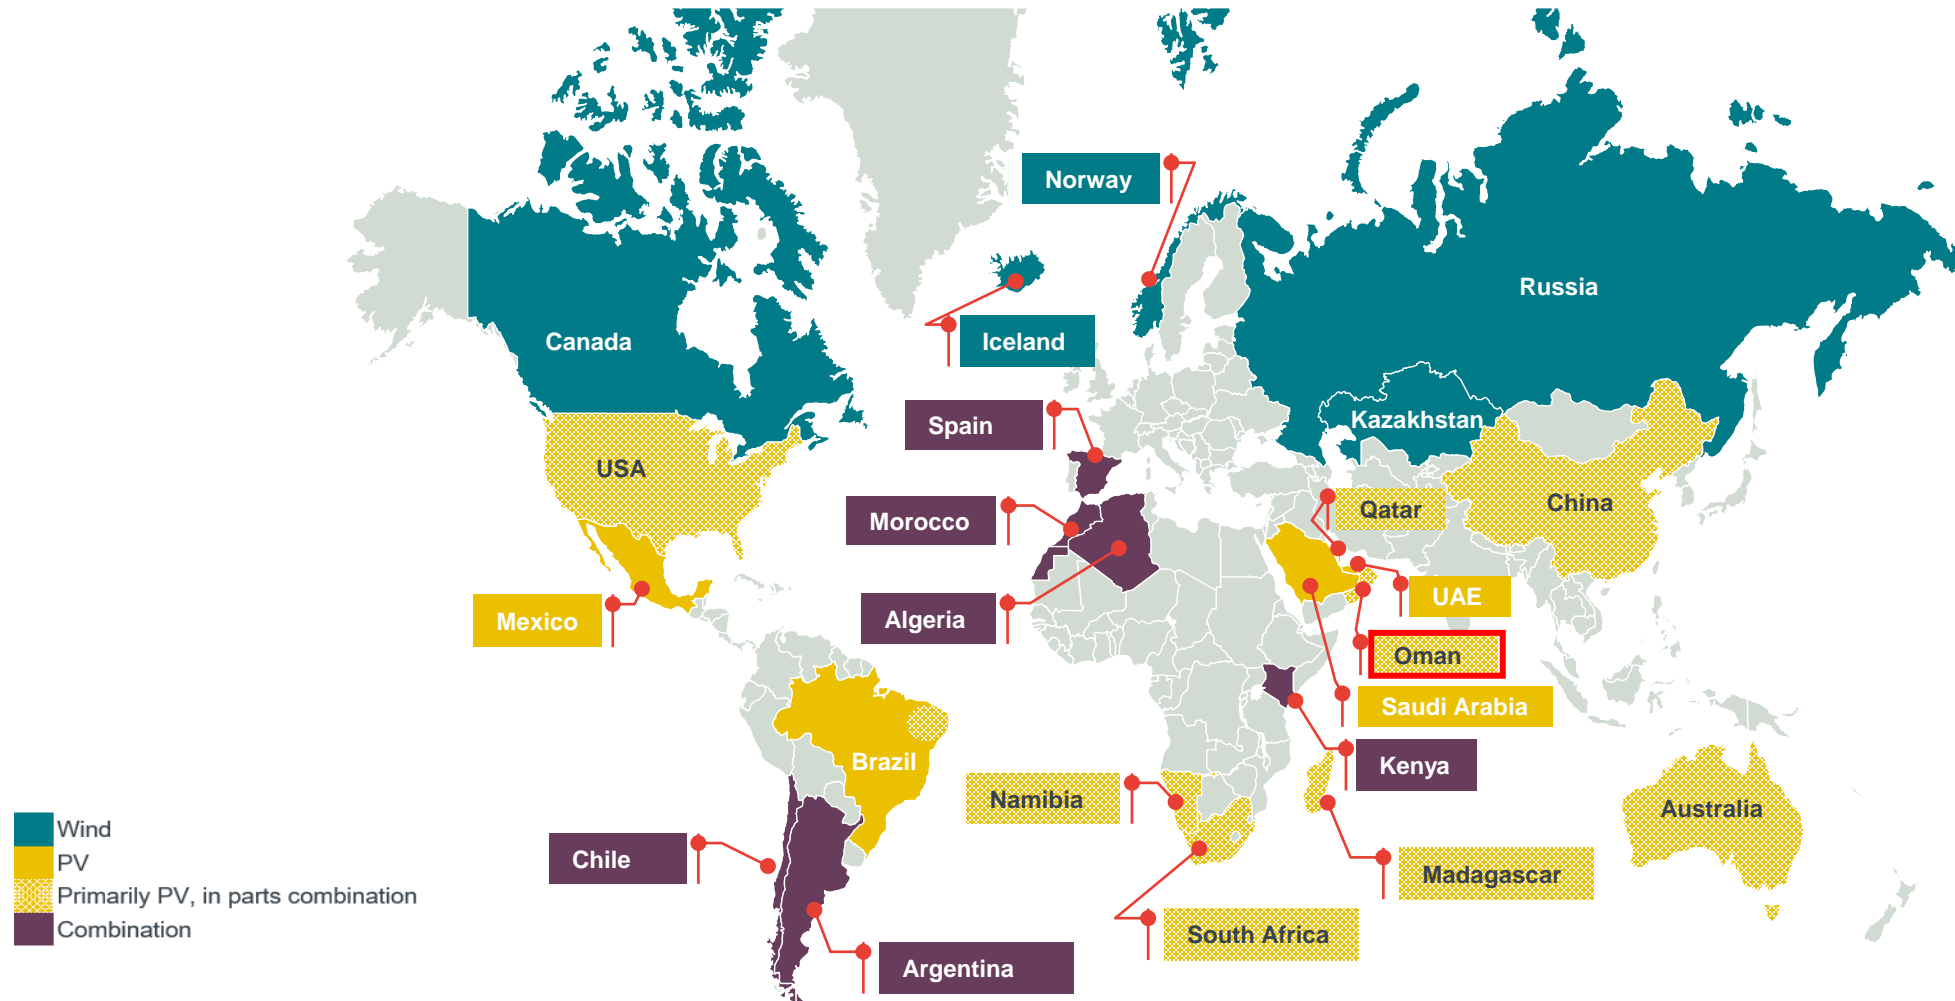 Norway
Russia
Canada
Iceland
Spain
Kazakhstan
USA
Qatar
China
Morocco
UAE
Mexico
Algeria
Oman
Saudi Arabia
Brazil
Kenya
Namibia
Australia
Chile
Madagascar
South Africa
Argentina
Wind
PV
Primarily PV, in parts combination
Combination